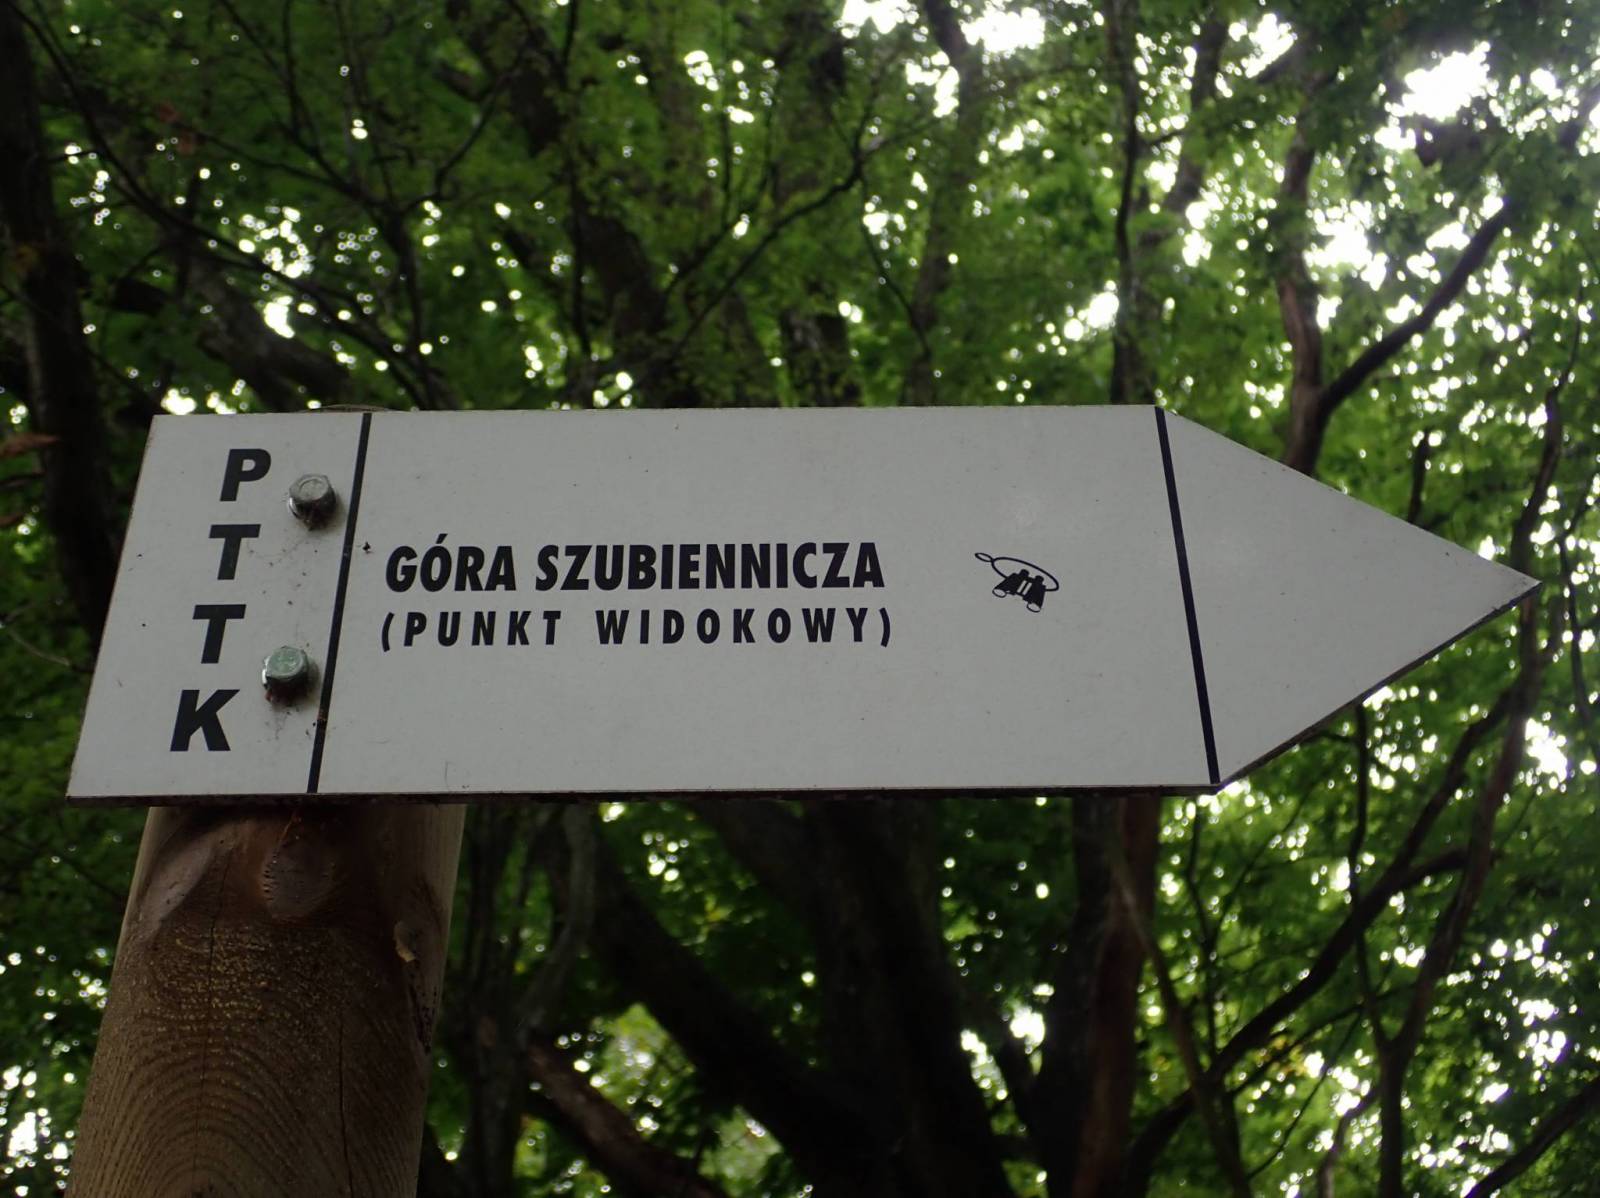 PTTK
GÓRA SZUBIENNICZA
(PUNKT WIDOKOWY)